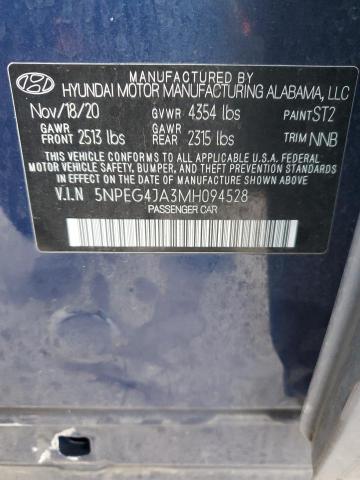 MANUFACTURED BY
HYUNDAI MOTOR MANUFACTURING ALABAMA, LLC
Nov/18/20 GVWR 4354 lbs PAINT ST2
GAWR FRONT 2513 lbs GAWR REAR 2315 lbs TRIM NNB
THIS VEHICLE CONFORMS TO ALL APPLICABLE U.S.A. FEDERAL
MOTOR VEHICLE SAFETY, BUMPER, AND THEFT PREVENTION
STANDARDS IN EFFECT ON THE DATE OF MANUFACTURE SHOWN ABOVE.
V.I.N 5NPEG4JA3MH094528
PASSENGER CAR